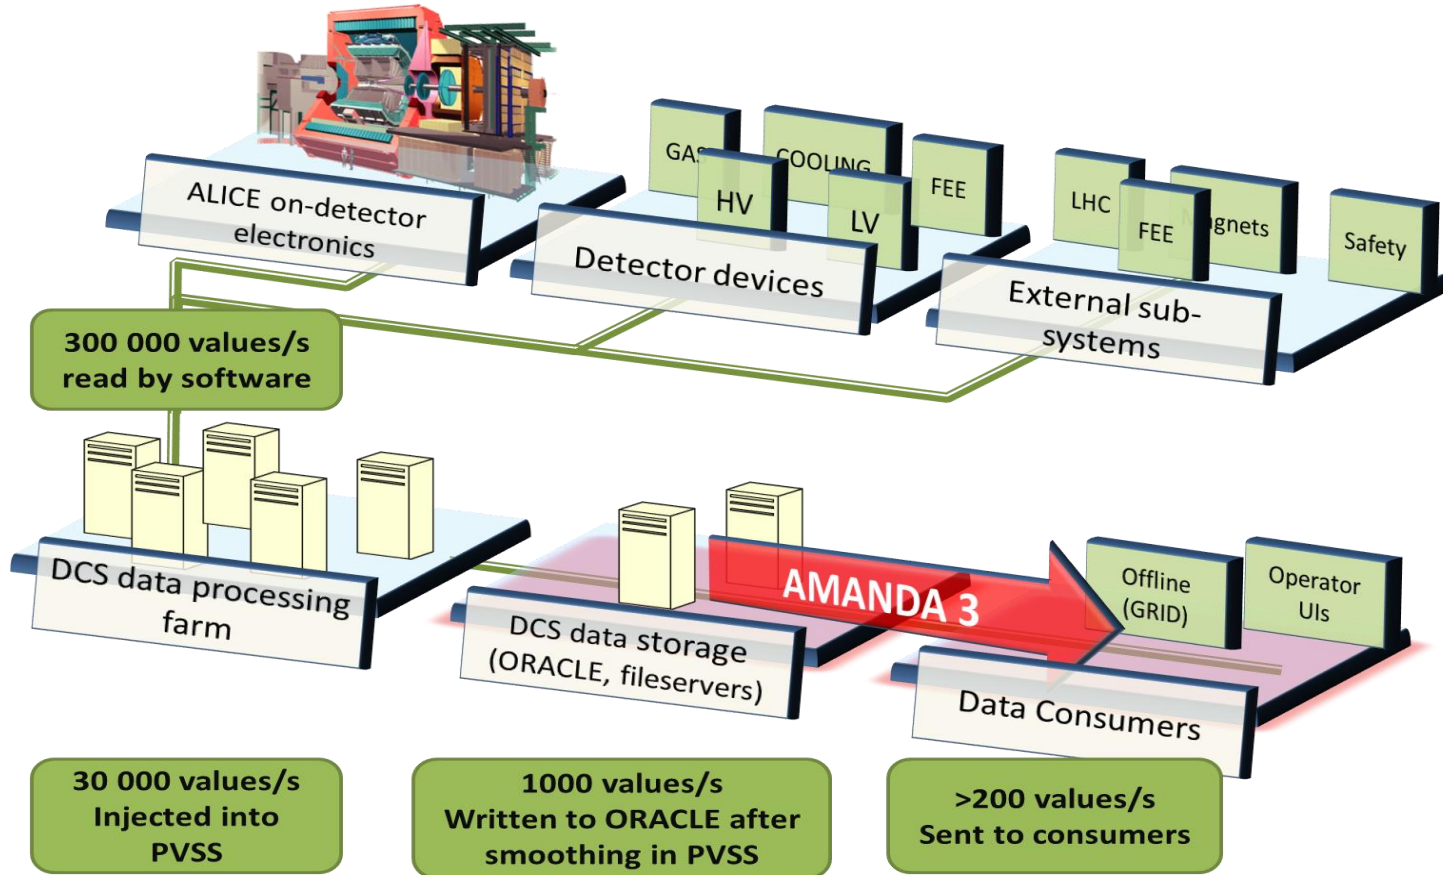 ALICE on-detector
electronics
GAS
COOLING
FEE
HV
LV
Detector devices
LHC
FEE
Magnets
Safety
External sub-
systems
300 000 values/s
read by software
DCS data processing
farm
DCS data storage
(ORACLE, fileservers)
AMANDA 3
Offline
(GRID)
Operator
UIs
Data Consumers
30 000 values/s
Injected into
PVSS
1000 values/s
Written to ORACLE after
smoothing in PVSS
>200 values/s
Sent to consumers